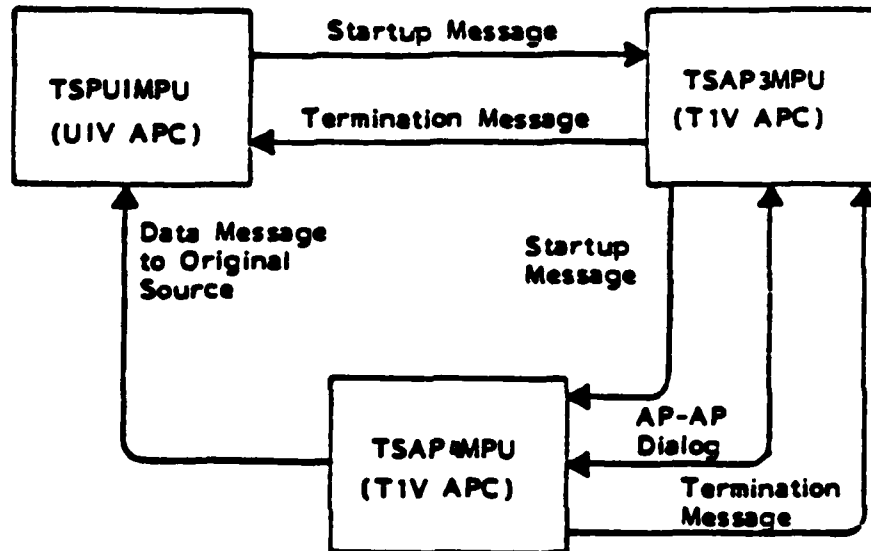 Startup Message
TSPUIMPU
(UIV APC)
TSAP3MPU
(T1V APC)
Termination Message
Data Message
to Original
Source
Startup
Message
AP-AP
Dialog
TSAP4MPU
(T1V APC)
Termination
Message